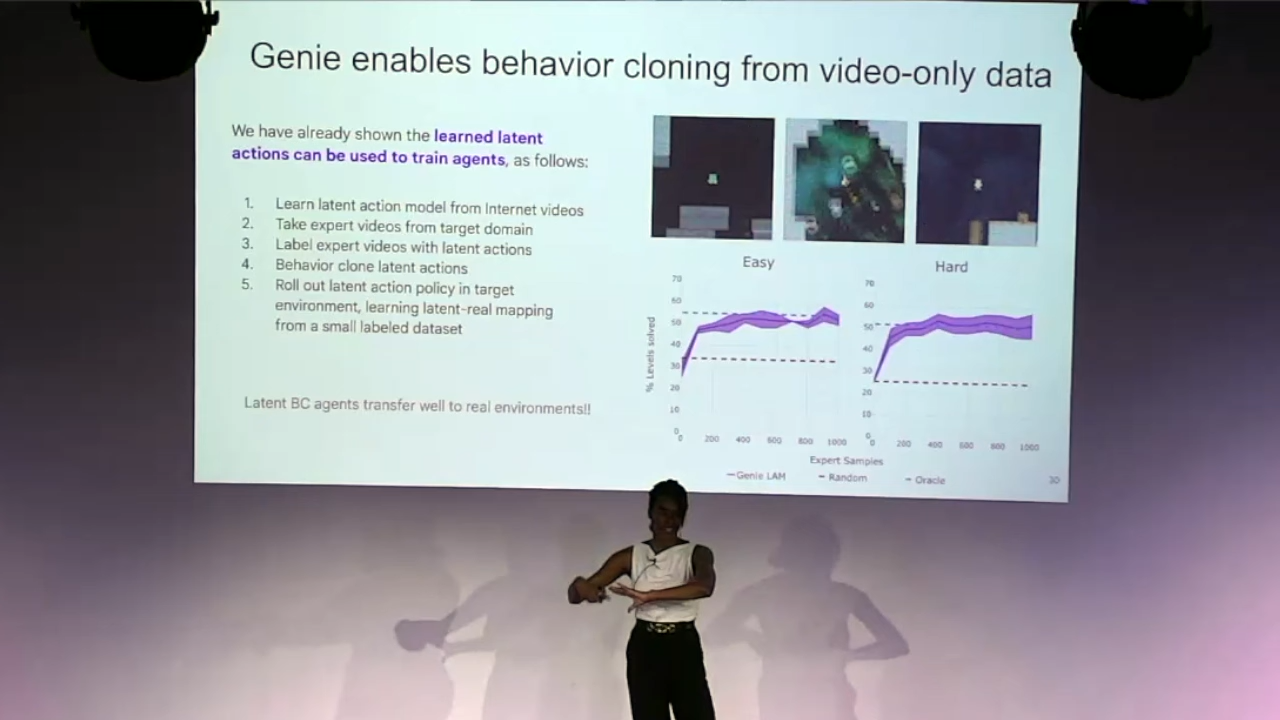 Genie enables behavior cloning from video-only data
We have already shown the learned latent
actions can be used to train agents, as follows:
1. Learn latent action model from Internet videos
2. Take expert videos from target domain
3. Label expert videos with latent actions
4. Behavior clone latent actions
5. Roll out latent action policy in target
environment, learning latent-real mapping
from a small labeled dataset
Latent BC agents transfer well to real environments!!
Easy
Hard
% Levels solved
70
60
50
40
30
20
10
0
0 200 400 600 800 1000
70
60
50
40
30
20
10
0
0 200 400 600 800 1000
Expert Samples
Genie LAM
Random
Oracle
30